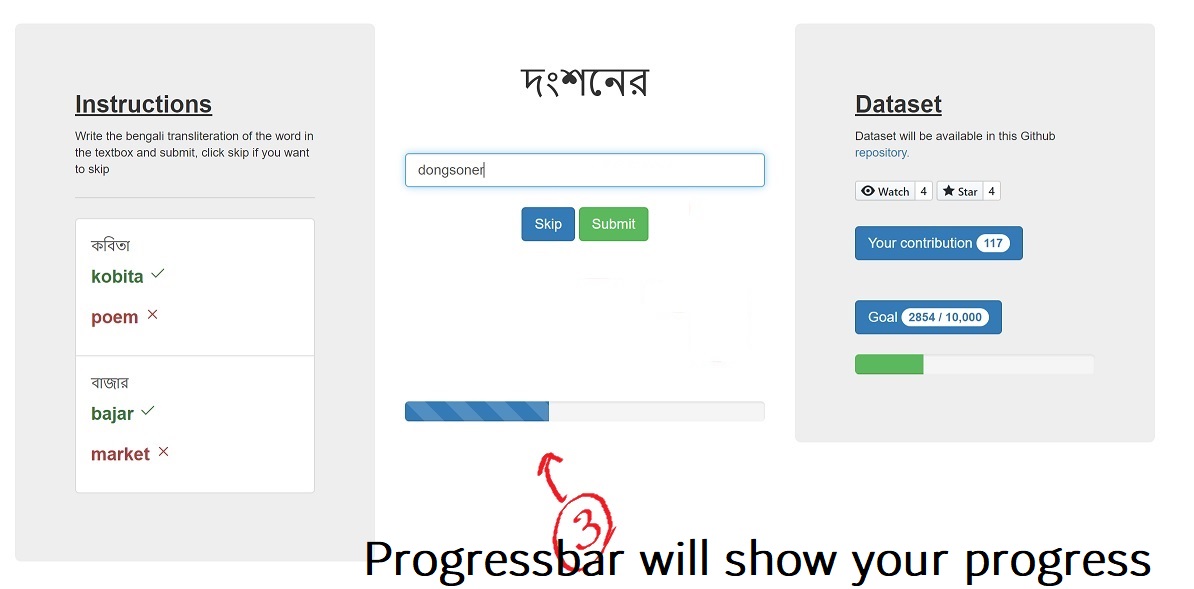 Instructions
Write the bengali transliteration of the word in
the textbox and submit, click skip if you want
to skip
কবিতা
kobita
poem
বাজার
bajar
market
দংশনের
dongsoner
Skip Submit
Dataset
Dataset will be available in this Github
repository.
Watch 4 Star 4
Your contribution 117
Goal 2854 / 10,000
3
Progressbar will show your progress